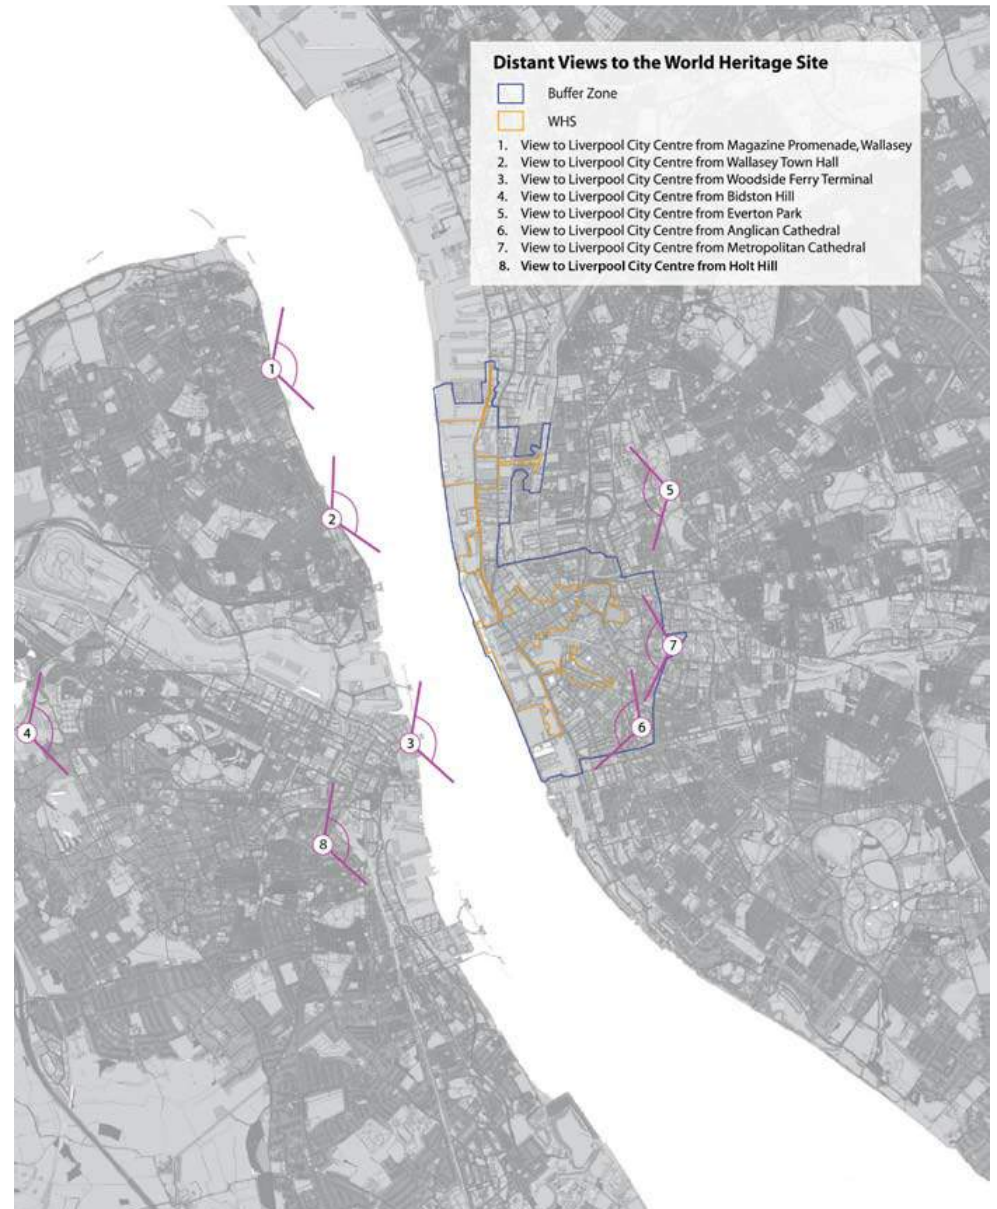 Distant Views to the World Heritage Site
Buffer Zone
WHS
1. View to Liverpool City Centre from Magazine Promenade, Wallasey
2. View to Liverpool City Centre from Wallasey Town Hall
3. View to Liverpool City Centre from Woodside Ferry Terminal
4. View to Liverpool City Centre from Bidston Hill
5. View to Liverpool City Centre from Everton Park
6. View to Liverpool City Centre from Anglican Cathedral
7. View to Liverpool City Centre from Metropolitan Cathedral
8. View to Liverpool City Centre from Holt Hill
1
2
5
7
6
4
3
8